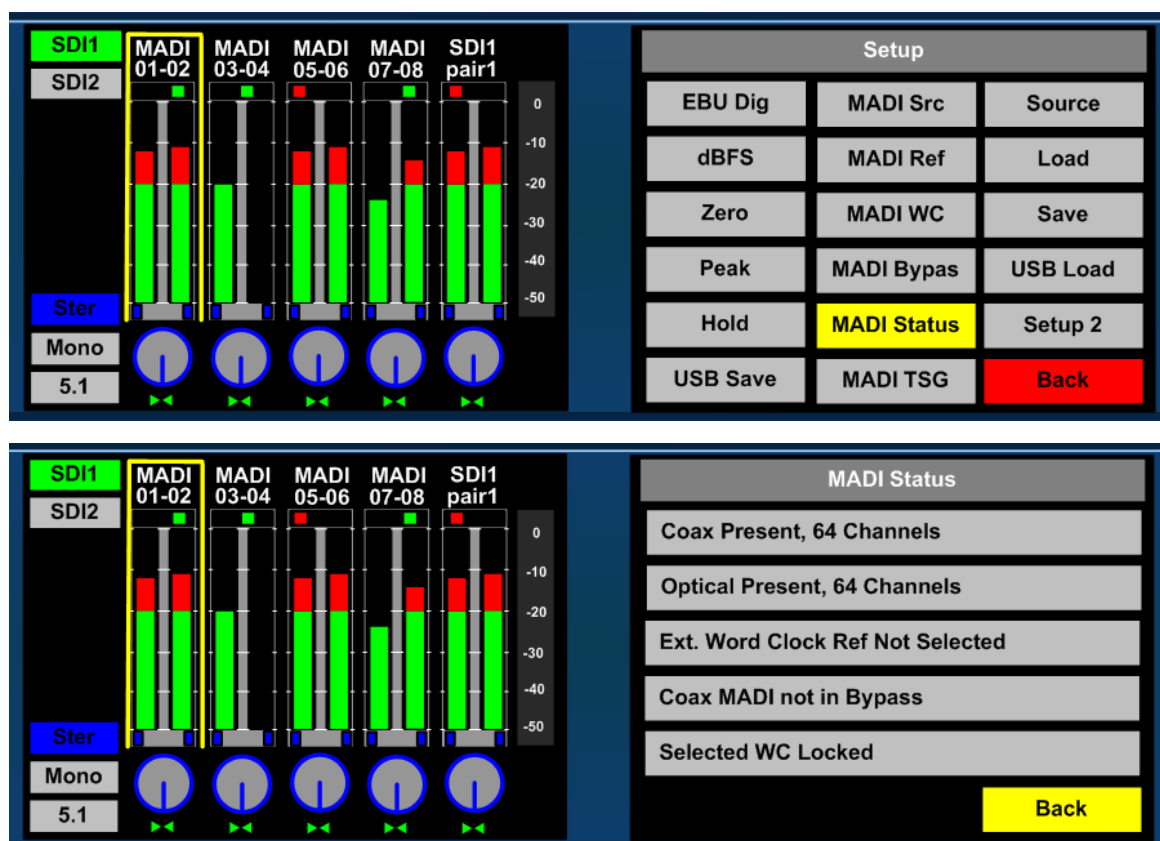 SDI1
SDI2
Ster
Mono
5.1
MADI MADI MADI MADI SDI1
01-02 03-04 05-06 07-08 pair1
0
-10
-20
-30
-40
-50
Setup
EBU Dig MADI Src Source
dBFS MADI Ref Load
Zero MADI WC Save
Peak MADI Bypas USB Load
Hold MADI Status Setup 2
USB Save MADI TSG Back
SDI1
SDI2
Ster
Mono
5.1
MADI MADI MADI MADI SDI1
01-02 03-04 05-06 07-08 pair1
0
-10
-20
-30
-40
-50
MADI Status
Coax Present, 64 Channels
Optical Present, 64 Channels
Ext. Word Clock Ref Not Selected
Coax MADI not in Bypass
Selected WC Locked
Back